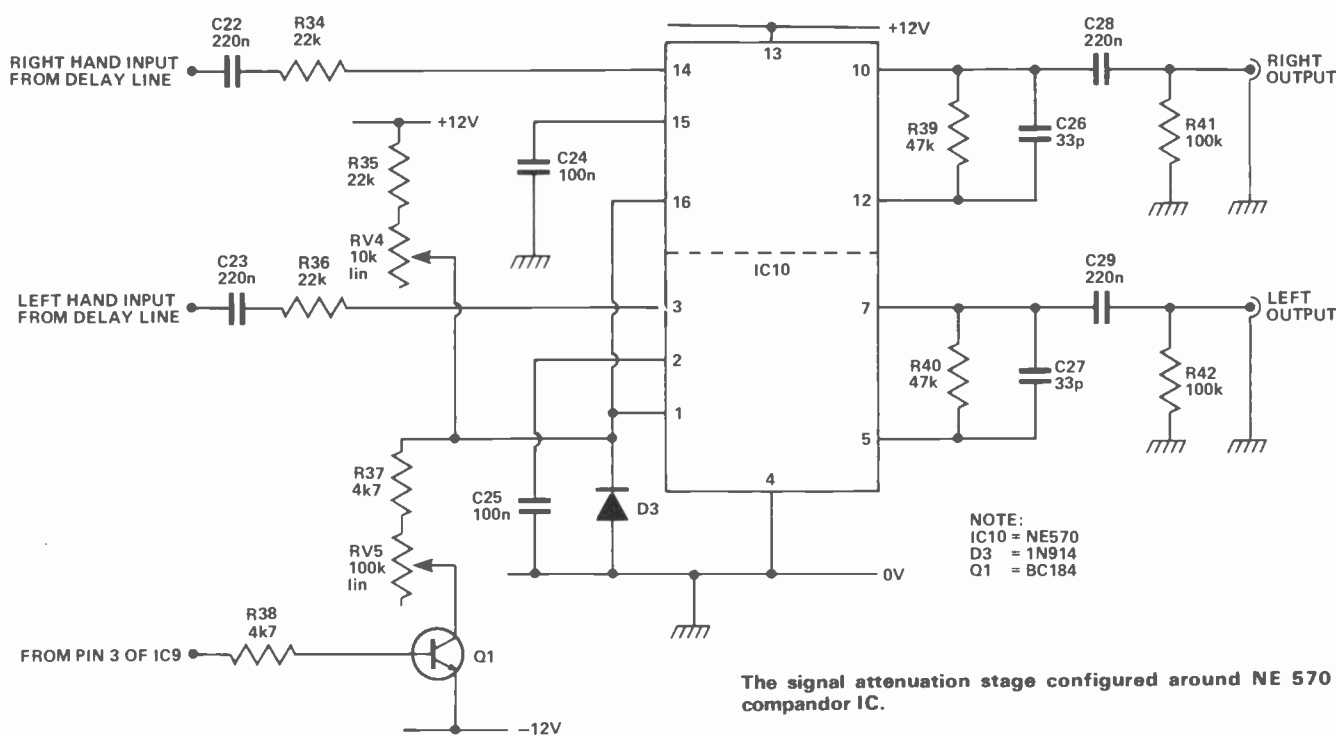 C22
220n
R34
22k
+12V
13
C28
220n
RIGHT HAND INPUT
FROM DELAY LINE
14
10
RIGHT
OUTPUT
+12V
15
R35
22k
C24
100n
R39
47k
C26
33p
R41
100k
16
12
RV4
10k
lin
IC10
C23
220n
R36
22k
C29
220n
LEFT HAND INPUT
FROM DELAY LINE
3
7
LEFT
OUTPUT
2
R40
47k
C27
33p
R42
100k
1
5
R37
4k7
4
C25
100n
D3
NOTE:
IC10 = NE570
D3 = 1N914
Q1 = BC184
RV5
100k
lin
0V
R38
4k7
FROM PIN 3 OF IC9
Q1
-12V
The signal attenuation stage configured around NE 570
compandor IC.